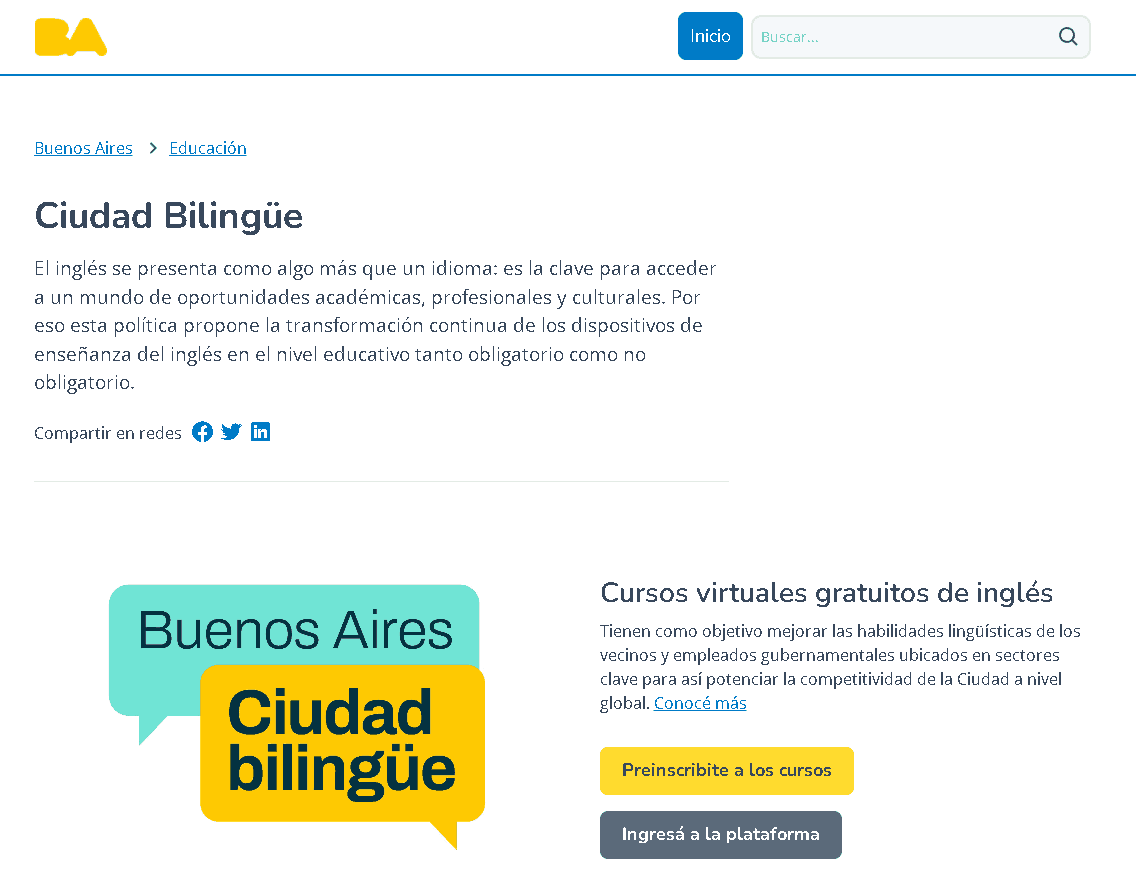 BA
Inicio
Buscar...
Buenos Aires
Educación
Ciudad Bilingüe
El inglés se presenta como algo más que un idioma: es la clave para acceder
a un mundo de oportunidades académicas, profesionales y culturales. Por
eso esta política propone la transformación continua de los dispositivos de
enseñanza del inglés en el nivel educativo tanto obligatorio como no
obligatorio.
Compartir en redes
Buenos Aires
Ciudad
bilingüe
Cursos virtuales gratuitos de inglés
Tienen como objetivo mejorar las habilidades lingüísticas de los
vecinos y empleados gubernamentales ubicados en sectores
clave para así potenciar la competitividad de la Ciudad a nivel
global. Conocé más
Preinscribite a los cursos
Ingresá a la plataforma